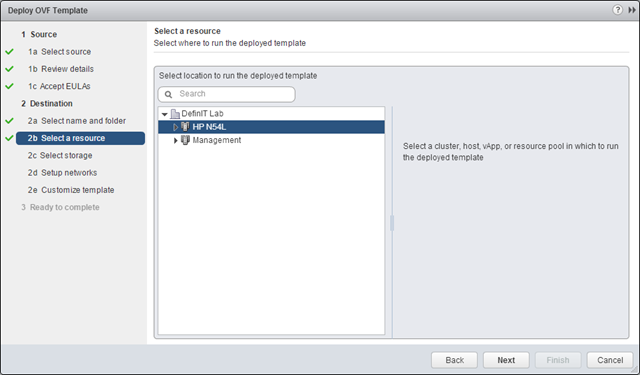 Deploy OVF Template
?
1 Source
1a Select source
1b Review details
1c Accept EULAs
2 Destination
2a Select name and folder
2b Select a resource
2c Select storage
2d Setup networks
2e Customize template
3 Ready to complete
Select a resource
Select where to run the deployed template
Select location to run the deployed template
Search
DefinIT Lab
HP N54L
Management
Select a cluster, host, vApp, or resource pool in which to run
the deployed template
Back Next Finish Cancel